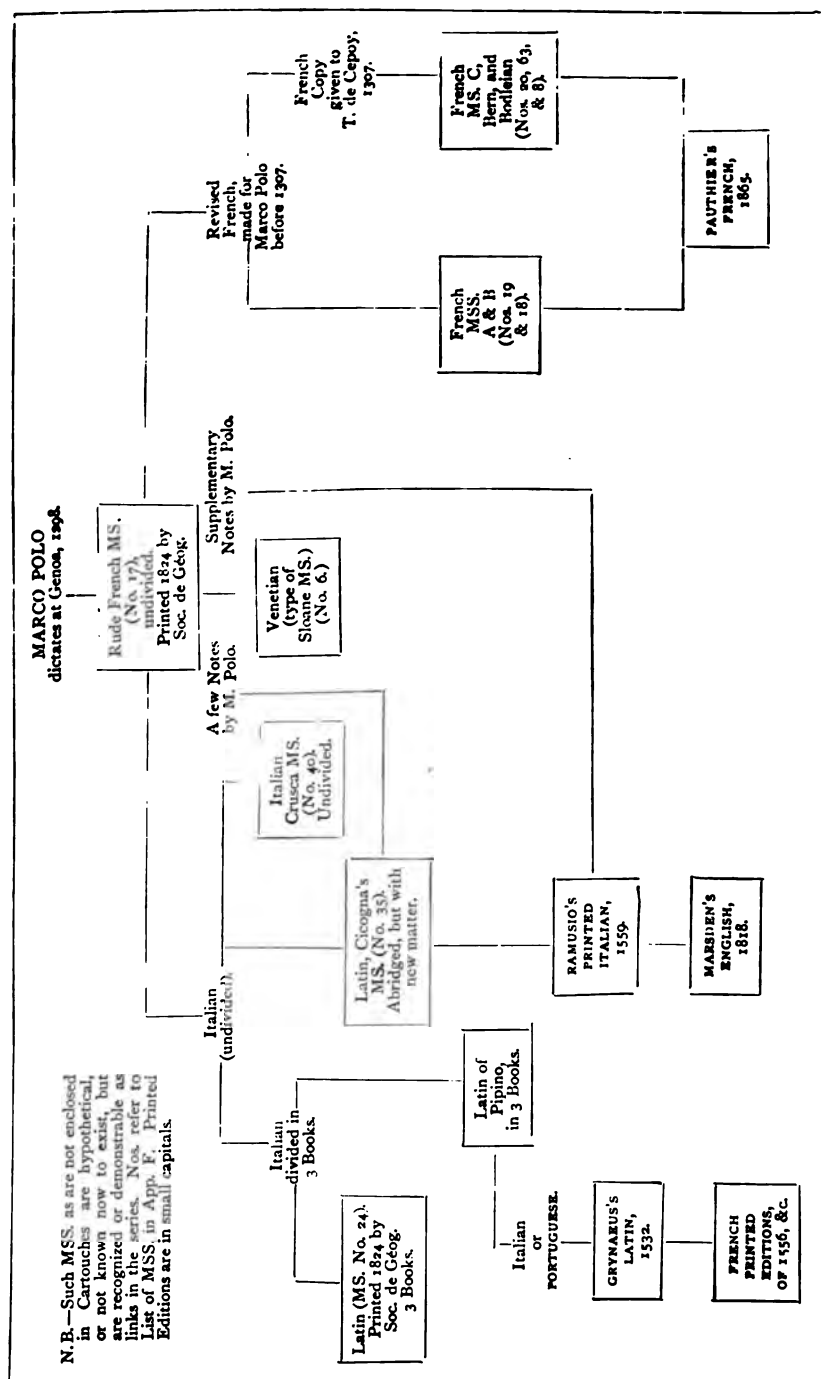 N.B.—Such MSS. as are not enclosed
in Cartouches are hypothetical,
or not known now to exist, but
are recognized or demonstrable as
links in the series. Nos. refer to
List of MSS. in App. F. Printed
Editions are in small capitals.
MARCO POLO
dictates at Genoa, 1298.
Rude French MS.
(No. 17),
undivided.
Printed 1824 by
Soc. de Géog.
Italian
(undivided).
A few Notes
by M. Polo.
Supplementary
Notes by M. Polo.
Revised
French,
made for
Marco Polo
before 1307.
Italian
divided in
3 Books.
Latin, Cicogna's
MS. (No. 35).
Abridged, but with
new matter.
Italian
Crusca MS.
(No. 40).
Undivided.
Venetian
(type of
Sloane MS.)
(No. 6.)
French
Copy
given to
T. de Cepoy,
1307.
Latin (MS. No. 24).
Printed 1824 by
Soc. de Géog.
3 Books.
Latin of
Pipino,
in 3 Books.
French
MSS.
A & B
(Nos. 19
& 18).
French
MS. C,
Bern, and
Bodleian
(Nos. 20, 63,
& 8).
Italian
or
PORTUGUESE.
RAMUSIO'S
PRINTED
ITALIAN,
1559.
GRYNAEUS'S
LATIN,
1532.
MARSDEN'S
ENGLISH,
1818.
PAUTHIER'S
FRENCH,
1865.
FRENCH
PRINTED
EDITIONS,
OF 1556, &c.